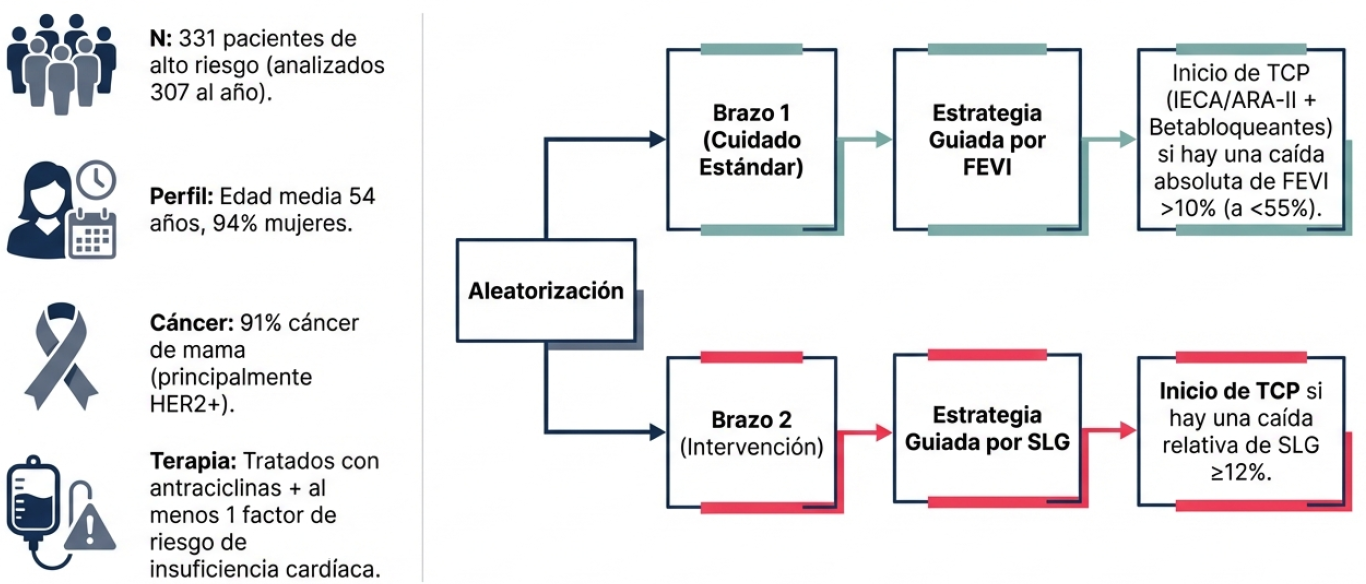 N: 331 pacientes de
alto riesgo (analizados
307 al año).
Perfil: Edad media 54
años, 94% mujeres.
Cáncer: 91% cáncer
de mama
(principalmente
HER2+).
Terapia: Tratados con
antraciclinas + al
menos 1 factor de
riesgo de
insuficiencia cardíaca.
Aleatorización
Brazo 1
(Cuidado
Estándar)
Estrategia
Guiada por
FEVI
Inicio de TCP
(IECA/ARA-II +
Betabloqueantes)
si hay una caída
absoluta de FEVI
>10% (a <55%).
Brazo 2
(Intervención)
Estrategia
Guiada por SLG
Inicio de TCP si
hay una caída
relativa de SLG
≥12%.